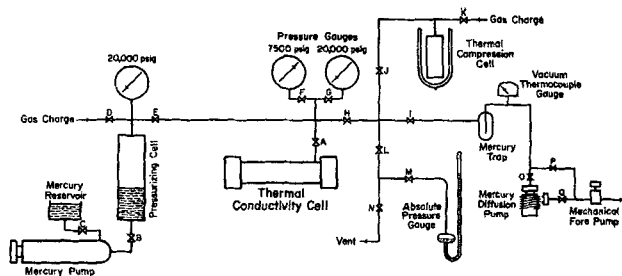 K
Gas Charge
Pressure Gauges
7500 psig 20,000 psig
20,000 psig
Thermal
Compression
Cell
J
Vacuum
Thermocouple
Gauge
F G
D E
H I
Gas Charge
Mercury
Trap
A
L
P
Pressurizing Cell
M
O
Q
Thermal
Conductivity Cell
Mercury
Reservoir
C
N
Absolute
Pressure
Gauge
Mercury
Diffusion
Pump
Mechanical
Fore Pump
B
Vent
Mercury Pump